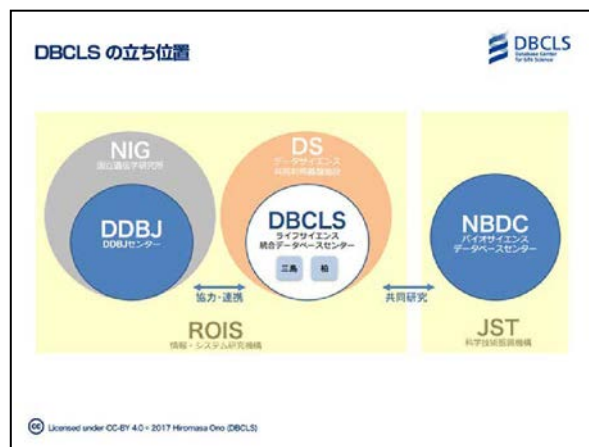 DBCLS の立ち位置
DBCLS
Database Center
for Life Science
NIG
国立遺伝学研究所
DS
データサイエンス
共同利用基盤施設
DDBJ
DDBJセンター
DBCLS
ライフサイエンス
統合データベースセンター
三島
柏
NBDC
バイオサイエンス
データベースセンター
協力・連携
共同研究
ROIS
情報・システム研究機構
JST
科学技術振興機構
cc Licensed under CC-BY 4.0 - 2017 Hiromasa Ono (DBCLS)